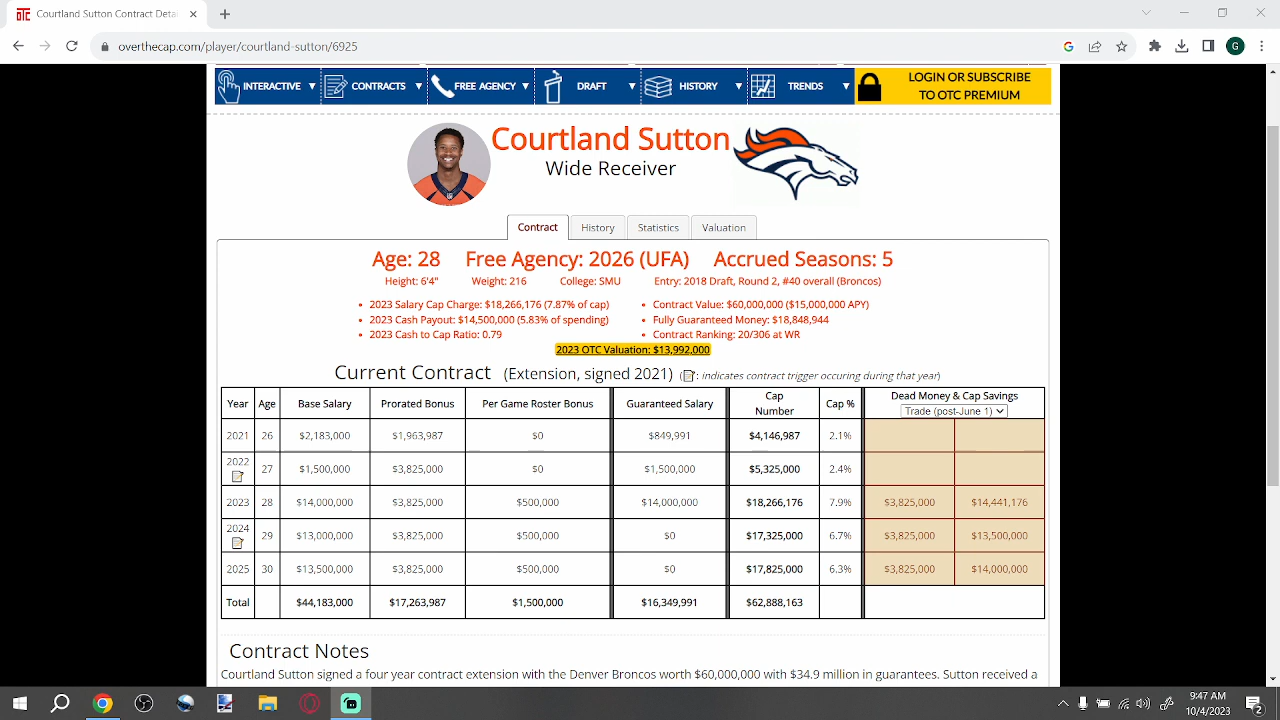 OTC Courtland Sutton Contract Detai
overthecap.com/player/courtland-sutton/6925
G
INTERACTIVE CONTRACTS FREE AGENCY DRAFT HISTORY TRENDS LOGIN OR SUBSCRIBE
TO OTC PREMIUM
Courtland Sutton
Wide Receiver
Contract History Statistics Valuation
Age: 28 Free Agency: 2026 (UFA) Accrued Seasons: 5
Height: 6'4" Weight: 216 College: SMU Entry: 2018 Draft, Round 2, #40 overall (Broncos)
• 2023 Salary Cap Charge: $18,266,176 (7.87% of cap) • Contract Value: $60,000,000 ($15,000,000 APY)
• 2023 Cash Payout: $14,500,000 (5.83% of spending) • Fully Guaranteed Money: $18,848,944
• 2023 Cash to Cap Ratio: 0.79 • Contract Ranking: 20/306 at WR
2023 OTC Valuation: $13,992,000
Current Contract (Extension, signed 2021) (: indicates contract trigger occuring during that year)
Year Age Base Salary Prorated Bonus Per Game Roster Bonus Guaranteed Salary Cap Number Cap % Dead Money & Cap Savings
Trade (post-June 1)
2021 26 $2,183,000 $1,963,987 $0 $849,991 $4,146,987 2.1%
2022 27 $1,500,000 $3,825,000 $0 $1,500,000 $5,325,000 2.4%
2023 28 $14,000,000 $3,825,000 $500,000 $14,000,000 $18,266,176 7.9% $3,825,000 $14,441,176
2024 29 $13,000,000 $3,825,000 $500,000 $0 $17,325,000 6.7% $3,825,000 $13,500,000
2025 30 $13,500,000 $3,825,000 $500,000 $0 $17,825,000 6.3% $3,825,000 $14,000,000
Total $44,183,000 $17,263,987 $1,500,000 $16,349,991 $62,888,163
Contract Notes
Courtland Sutton signed a four year contract extension with the Denver Broncos worth $60,000,000 with $34.9 million in guarantees. Sutton received a
9:47 AM
10/4/2023
2